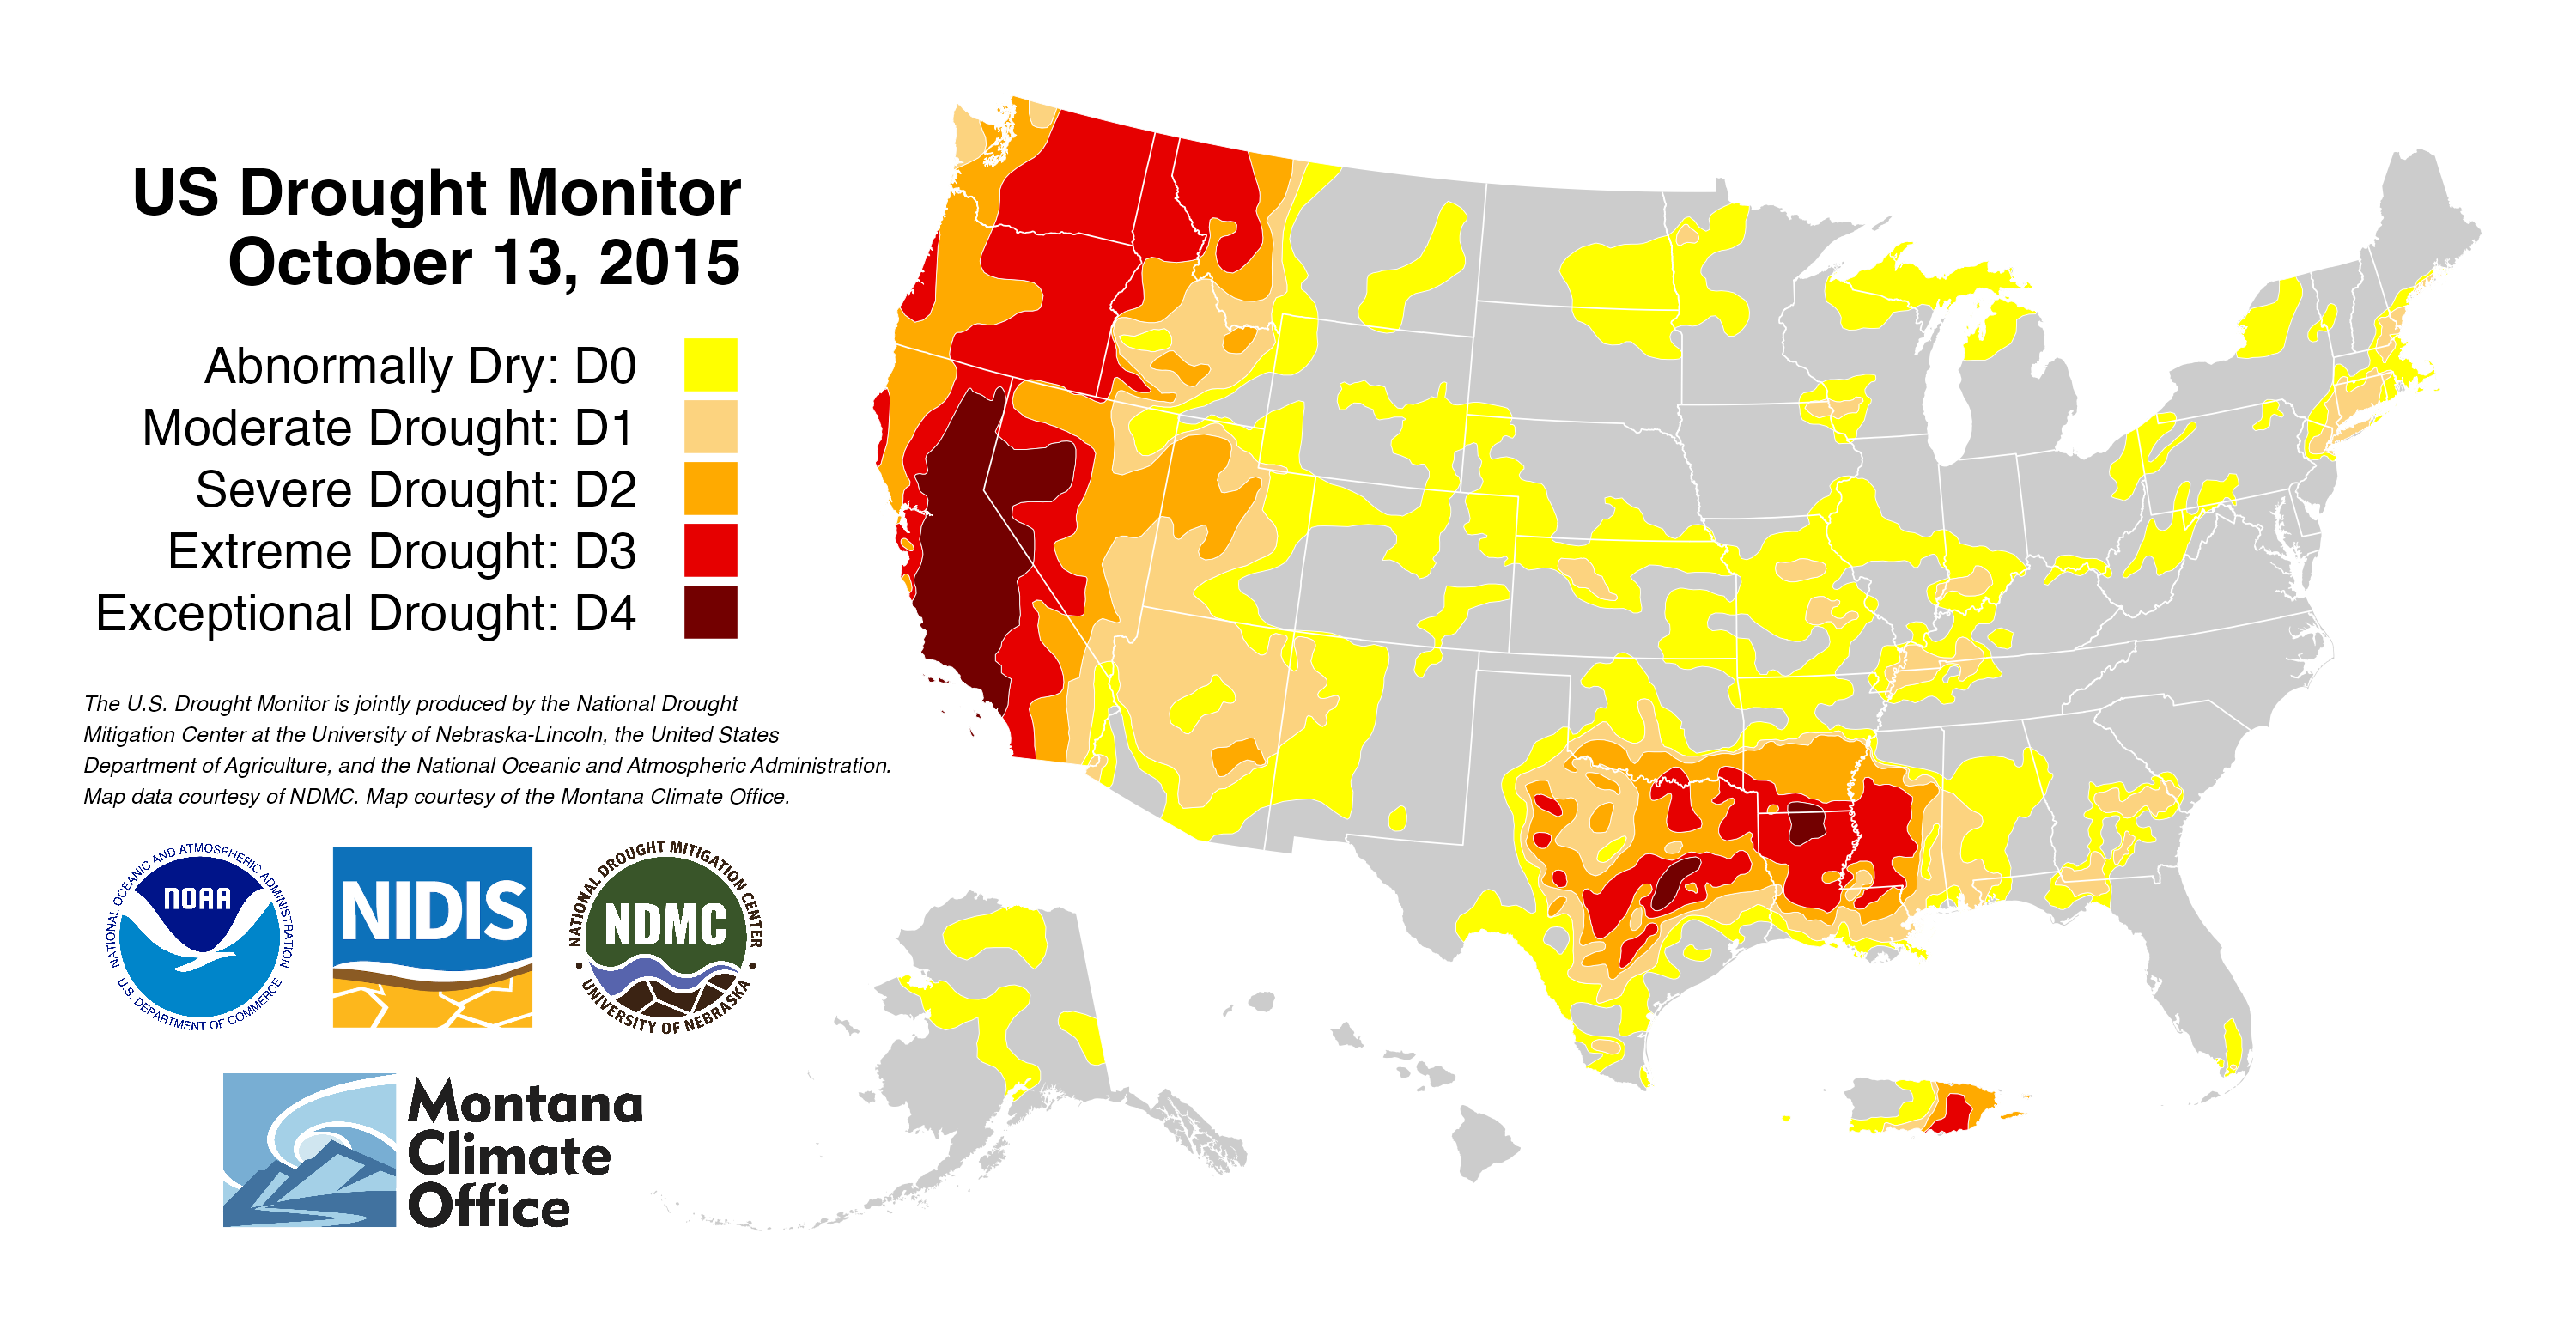 US Drought Monitor
October 13, 2015
Abnormally Dry: D0
Moderate Drought: D1
Severe Drought: D2
Extreme Drought: D3
Exceptional Drought: D4
The U.S. Drought Monitor is jointly produced by the National Drought
Mitigation Center at the University of Nebraska-Lincoln, the United States
Department of Agriculture, and the National Oceanic and Atmospheric Administration.
Map data courtesy of NDMC. Map courtesy of the Montana Climate Office.
NATIONAL OCEANIC AND ATMOSPHERIC ADMINISTRATION
NOAA
U.S. DEPARTMENT OF COMMERCE
NIDIS
NATIONAL DROUGHT MITIGATION CENTER
NDMC
UNIVERSITY OF NEBRASKA
Montana
Climate
Office